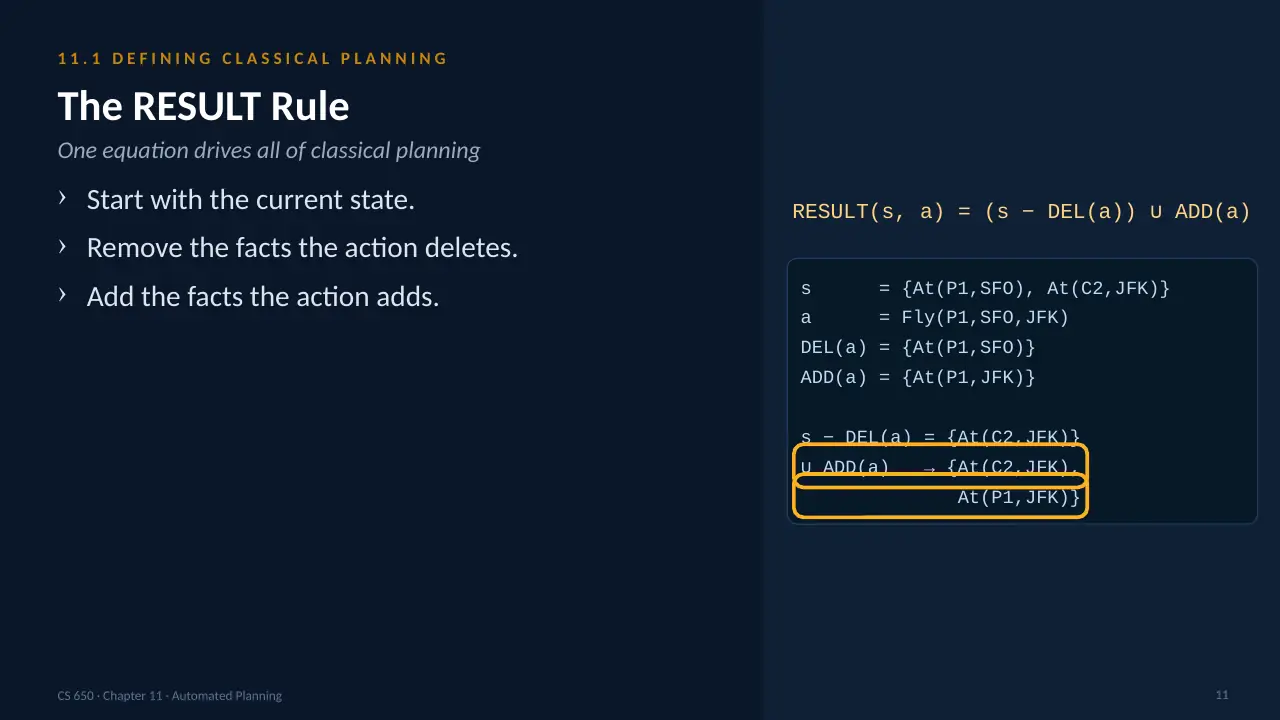 11.1 DEFINING CLASSICAL PLANNING
The RESULT Rule
One equation drives all of classical planning
› Start with the current state.
› Remove the facts the action deletes.
› Add the facts the action adds.
RESULT(s, a) = (s − DEL(a)) ∪ ADD(a)
s      = {At(P1,SFO), At(C2,JFK)}
a      = Fly(P1,SFO,JFK)
DEL(a) = {At(P1,SFO)}
ADD(a) = {At(P1,JFK)}
s − DEL(a) = {At(C2,JFK)}
∪ ADD(a)   → {At(C2,JFK),
              At(P1,JFK)}
CS 650 · Chapter 11 · Automated Planning
11